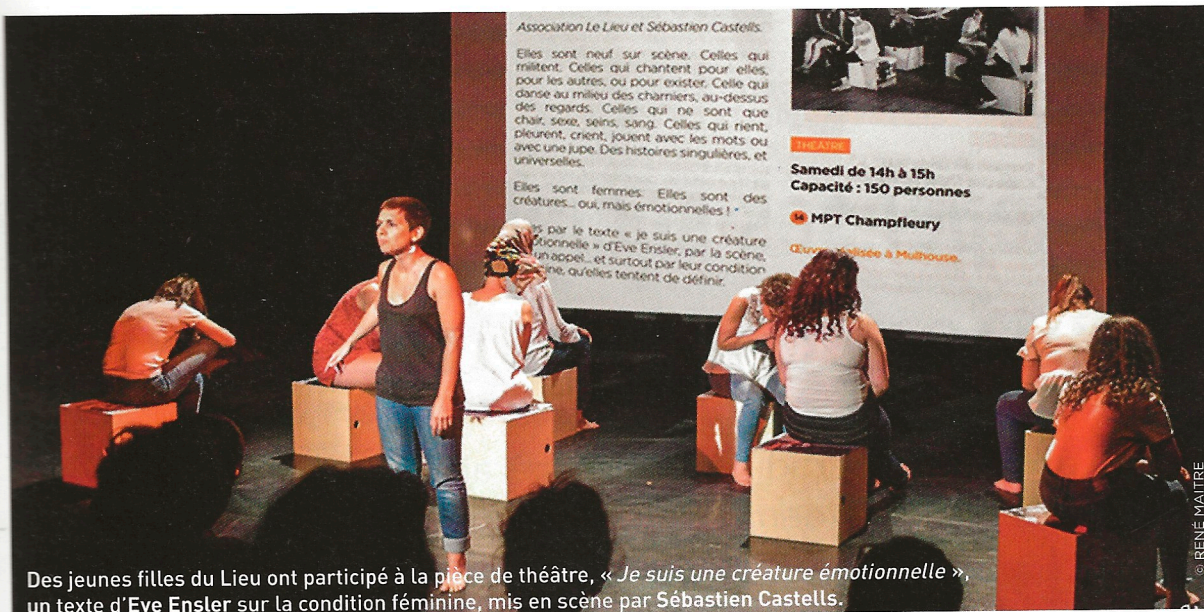 Association Le Lieu et Sébastien Castells.
Elles sont neuf sur scène. Celles qui
militent. Celles qui chantent pour elles,
pour les autres, ou pour exister. Celle qui
danse au milieu des charniers, au-dessus
des regards. Celles qui ne sont que
chair, sexe, seins, sang. Celles qui rient,
pleurent, crient, jouent avec les mots ou
avec une jupe. Des histoires singulières, et
universelles.
Elles sont femmes. Elles sont des
créatures... oui, mais émotionnelles !
par le texte « je suis une créature
émotionnelle » d'Eve Ensler, par la scène,
un appel... et surtout par leur condition
qu'elles tentent de définir.
THÉÂTRE
Samedi de 14h à 15h
Capacité : 150 personnes
14 MPT Champfleury
Œuvre réalisée à Mulhouse.
© RENÉ MAITRE
Des jeunes filles du Lieu ont participé à la pièce de théâtre, « Je suis une créature émotionnelle »,
un texte d'Eve Ensler sur la condition féminine, mis en scène par Sébastien Castells.